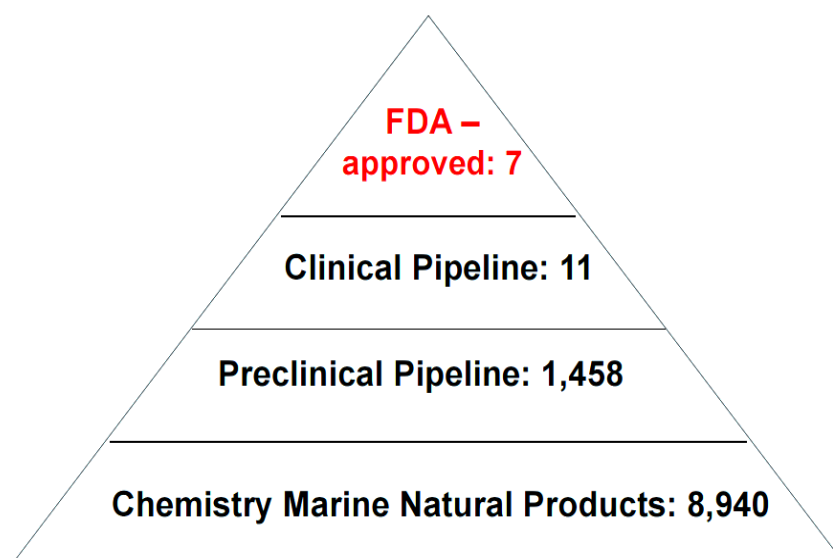 FDA –
approved: 7
Clinical Pipeline: 11
Preclinical Pipeline: 1,458
Chemistry Marine Natural Products: 8,940